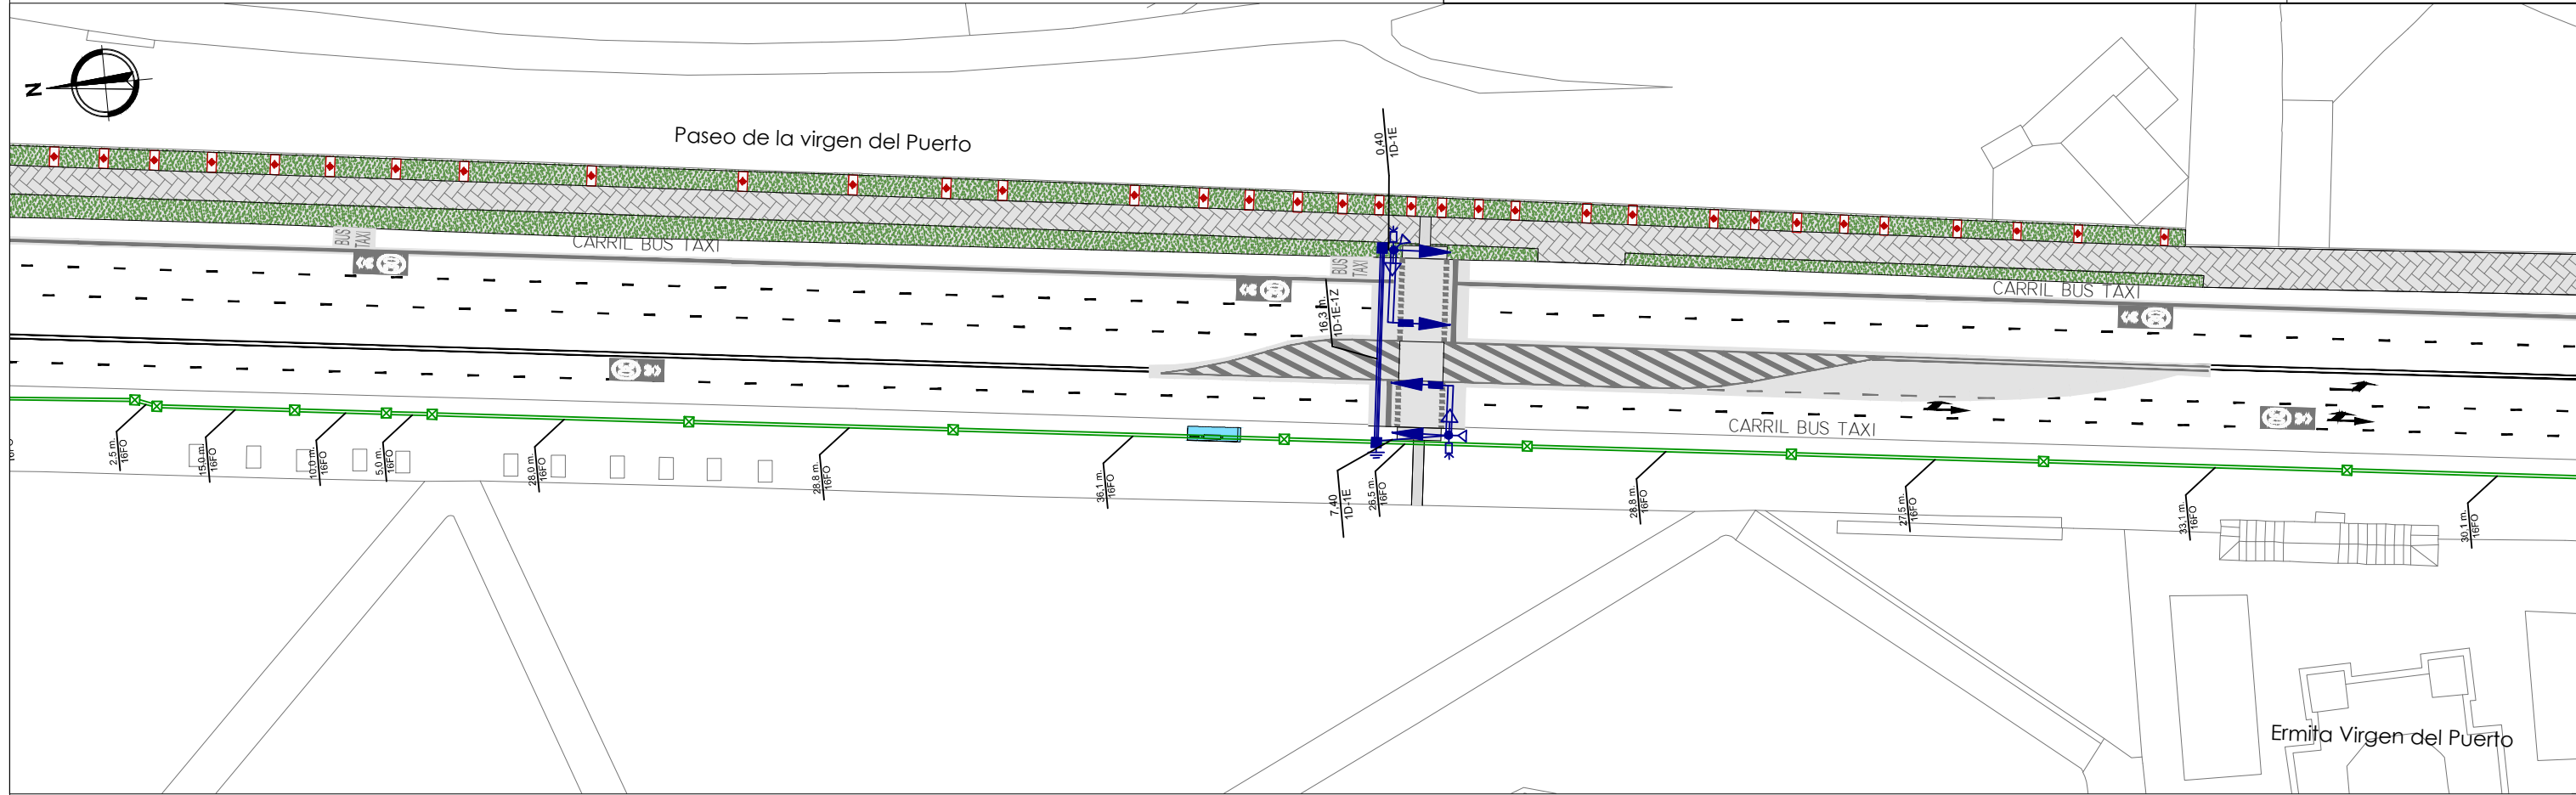 N
Paseo de la virgen del Puerto
0,40
1D-1E
BUS
TAXI
CARRIL BUS TAXI
BUS
TAXI
16,3 m.
1D-1E-1Z
CARRIL BUS TAXI
CARRIL BUS TAXI
2,5 m.
16FO
15,0 m.
16FO
10,0 m.
16FO
5,0 m.
16FO
28,0 m.
16FO
28,8 m.
16FO
36,1 m.
16FO
7,40
1D-1E
26,5 m.
16FO
28,8 m.
16FO
27,5 m.
16FO
33,1 m.
16FO
30,1 m.
16FO
Ermita Virgen del Puerto